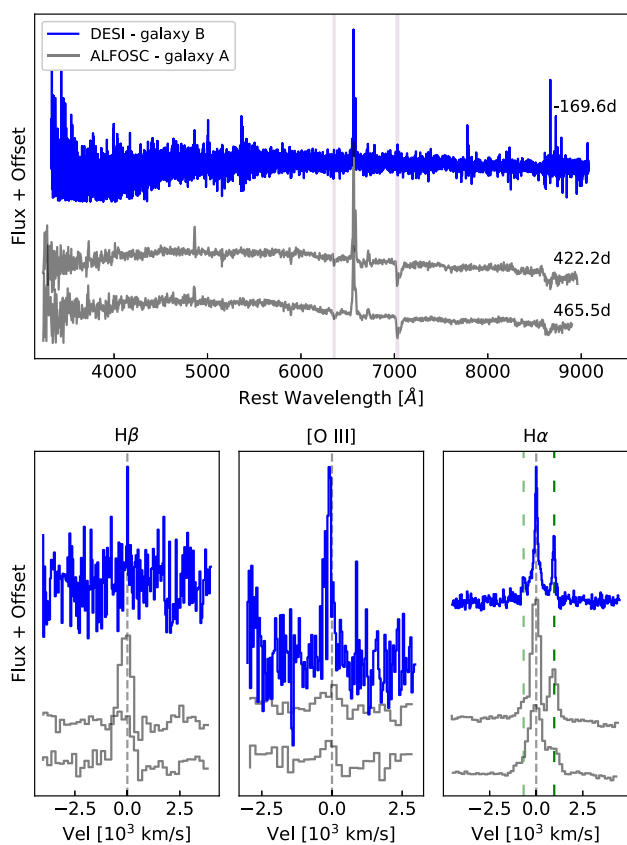 DESI - galaxy B
ALFOSC - galaxy A
-169.6d
422.2d
465.5d
Flux + Offset
4000 5000 6000 7000 8000 9000
Rest Wavelength [Å]
Hβ [O III] Hα
Flux + Offset
-2.5 0.0 2.5 -2.5 0.0 2.5 -2.5 0.0 2.5
Vel [10³ km/s] Vel [10³ km/s] Vel [10³ km/s]